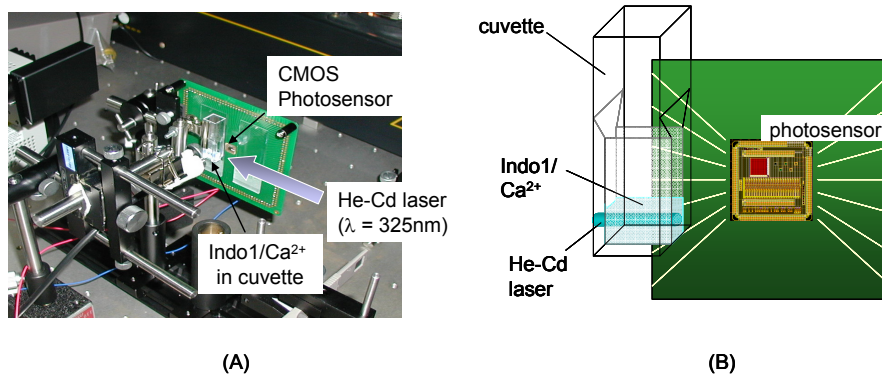 CMOS
Photosensor
He-Cd laser
(λ = 325nm)
Indo1/Ca²⁺
in cuvette
(A)
cuvette
photosensor
Indo1/
Ca²⁺
He-Cd
laser
(B)